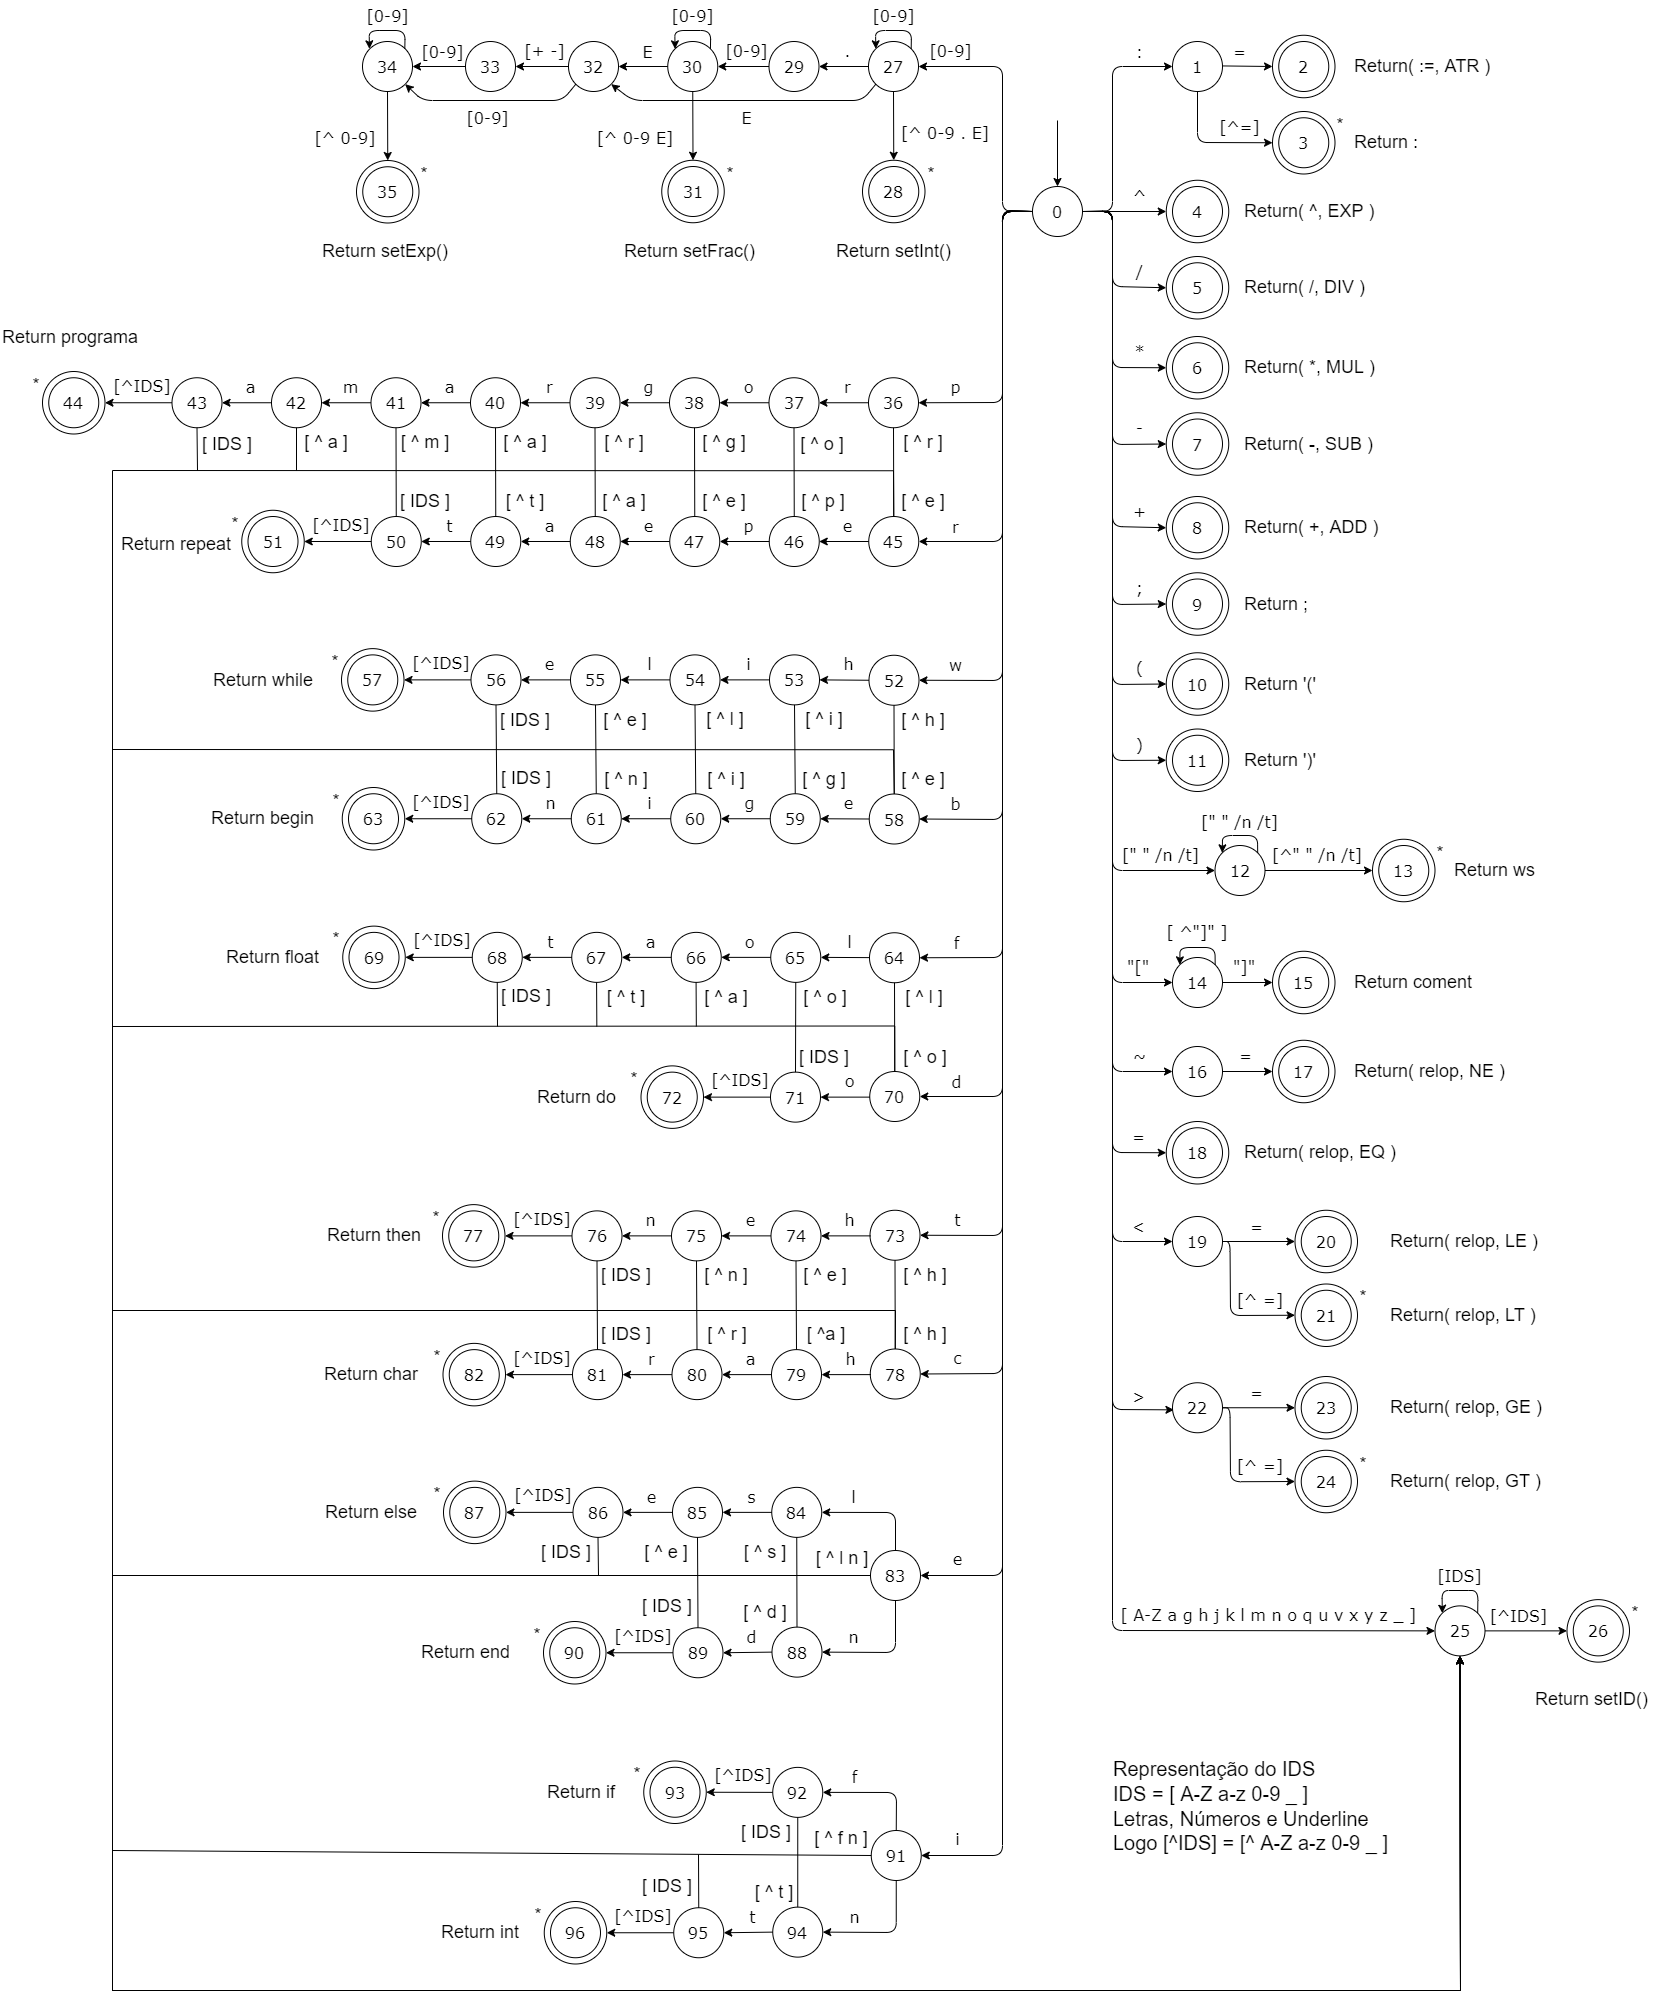 [0-9] [0-9] [0-9]
34 [0-9] 33 [+ -] 32 E 30 [0-9] 29 . 27 [0-9]
[0-9] E
[^ 0-9] [^ 0-9 E] [^ 0-9 . E]
35 * 31 * 28 *
Return setExp() Return setFrac() Return setInt()
0
: 1 = 2 Return( :=, ATR )
[^=] 3 * Return :
^ 4 Return( ^, EXP )
/ 5 Return( /, DIV )
* 6 Return( *, MUL )
- 7 Return( -, SUB )
+ 8 Return( +, ADD )
; 9 Return ;
( 10 Return '('
) 11 Return ')'
[" " /n /t]
[" " /n /t] 12 [^" " /n /t] 13 * Return ws
[ ^"]" ]
"[" 14 "]" 15 Return coment
~ 16 = 17 Return( relop, NE )
= 18 Return( relop, EQ )
< 19 = 20 Return( relop, LE )
[^ =] 21 * Return( relop, LT )
> 22 = 23 Return( relop, GE )
[^ =] 24 * Return( relop, GT )
[IDS]
[ A-Z a g h j k l m n o q u v x y z _ ] 25 [^IDS] 26 *
Return setID()
Return programa
* 44 [^IDS] 43 a 42 m 41 a 40 r 39 g 38 o 37 r 36 p
[ IDS ] [ ^ a ] [ ^ m ] [ ^ a ] [ ^ r ] [ ^ g ] [ ^ o ] [ ^ r ]
[ IDS ] [ ^ t ] [ ^ a ] [ ^ e ] [ ^ p ] [ ^ e ]
Return repeat * 51 [^IDS] 50 t 49 a 48 e 47 p 46 e 45 r
Return while * 57 [^IDS] 56 e 55 l 54 i 53 h 52 w
[ IDS ] [ ^ e ] [ ^ l ] [ ^ i ] [ ^ h ]
[ IDS ] [ ^ n ] [ ^ i ] [ ^ g ] [ ^ e ]
Return begin * 63 [^IDS] 62 n 61 i 60 g 59 e 58 b
Return float * 69 [^IDS] 68 t 67 a 66 o 65 l 64 f
[ IDS ] [ ^ t ] [ ^ a ] [ ^ o ] [ ^ l ]
[ IDS ] [ ^ o ]
Return do * 72 [^IDS] 71 o 70 d
Return then * 77 [^IDS] 76 n 75 e 74 h 73 t
[ IDS ] [ ^ n ] [ ^ e ] [ ^ h ]
[ IDS ] [ ^ r ] [ ^a ] [ ^ h ]
Return char * 82 [^IDS] 81 r 80 a 79 h 78 c
Return else * 87 [^IDS] 86 e 85 s 84 l
[ IDS ] [ ^ e ] [ ^ s ] [ ^ l n ] 83 e
[ IDS ] [ ^ d ]
Return end * 90 [^IDS] 89 d 88 n
Return if * 93 [^IDS] 92 f
[ IDS ] [ ^ f n ] 91 i
[ IDS ] [ ^ t ]
Return int * 96 [^IDS] 95 t 94 n
Representação do IDS
IDS = [ A-Z a-z 0-9 _ ]
Letras, Números e Underline
Logo [^IDS] = [^ A-Z a-z 0-9 _ ]